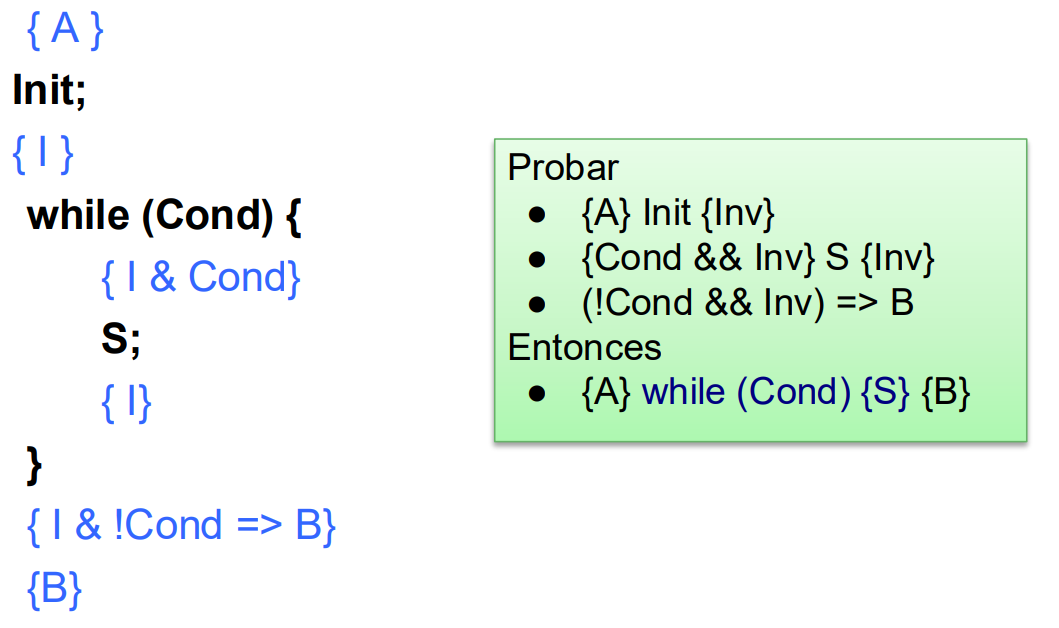 { A }
Init;
{ I }
while (Cond) {
{ I & Cond}
S;
{ I}
}
{ I & !Cond => B}
{B}
Probar
● {A} Init {Inv}
● {Cond && Inv} S {Inv}
● (!Cond && Inv) => B
Entonces
● {A} while (Cond) {S} {B}